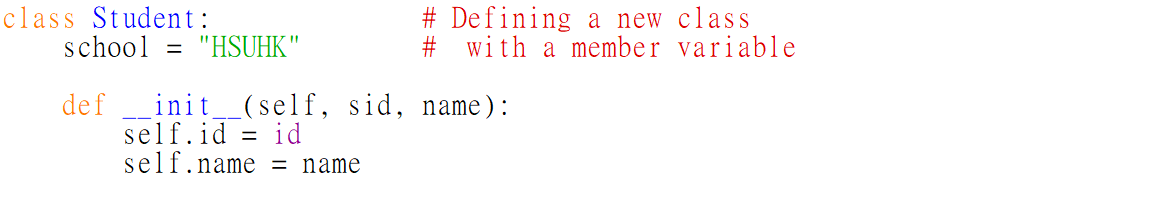 class Student:              # Defining a new class
    school = "HSUHK"        #  with a member variable

    def __init__(self, sid, name):
        self.id = id
        self.name = name